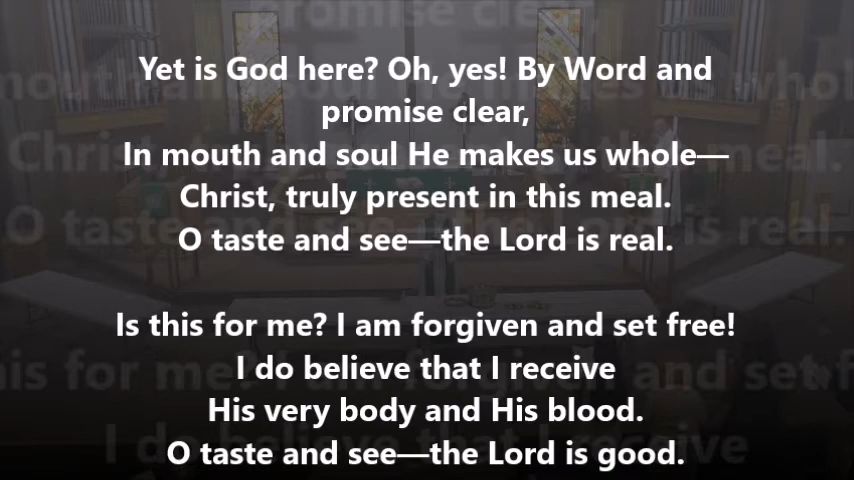 Yet is God here? Oh, yes! By Word and
promise clear,
In mouth and soul He makes us whole—
Christ, truly present in this meal.
O taste and see—the Lord is real.
Is this for me? I am forgiven and set free!
I do believe that I receive
His very body and His blood.
O taste and see—the Lord is good.